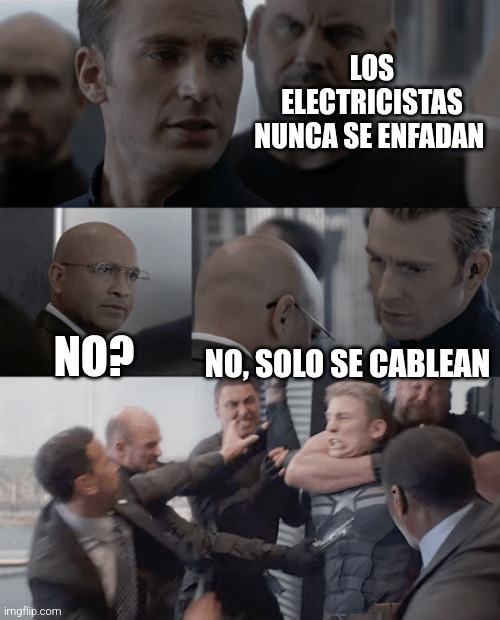 LOS
ELECTRICISTAS
NUNCA SE ENFADAN
NO?
NO, SOLO SE CABLEAN
imgflip.com